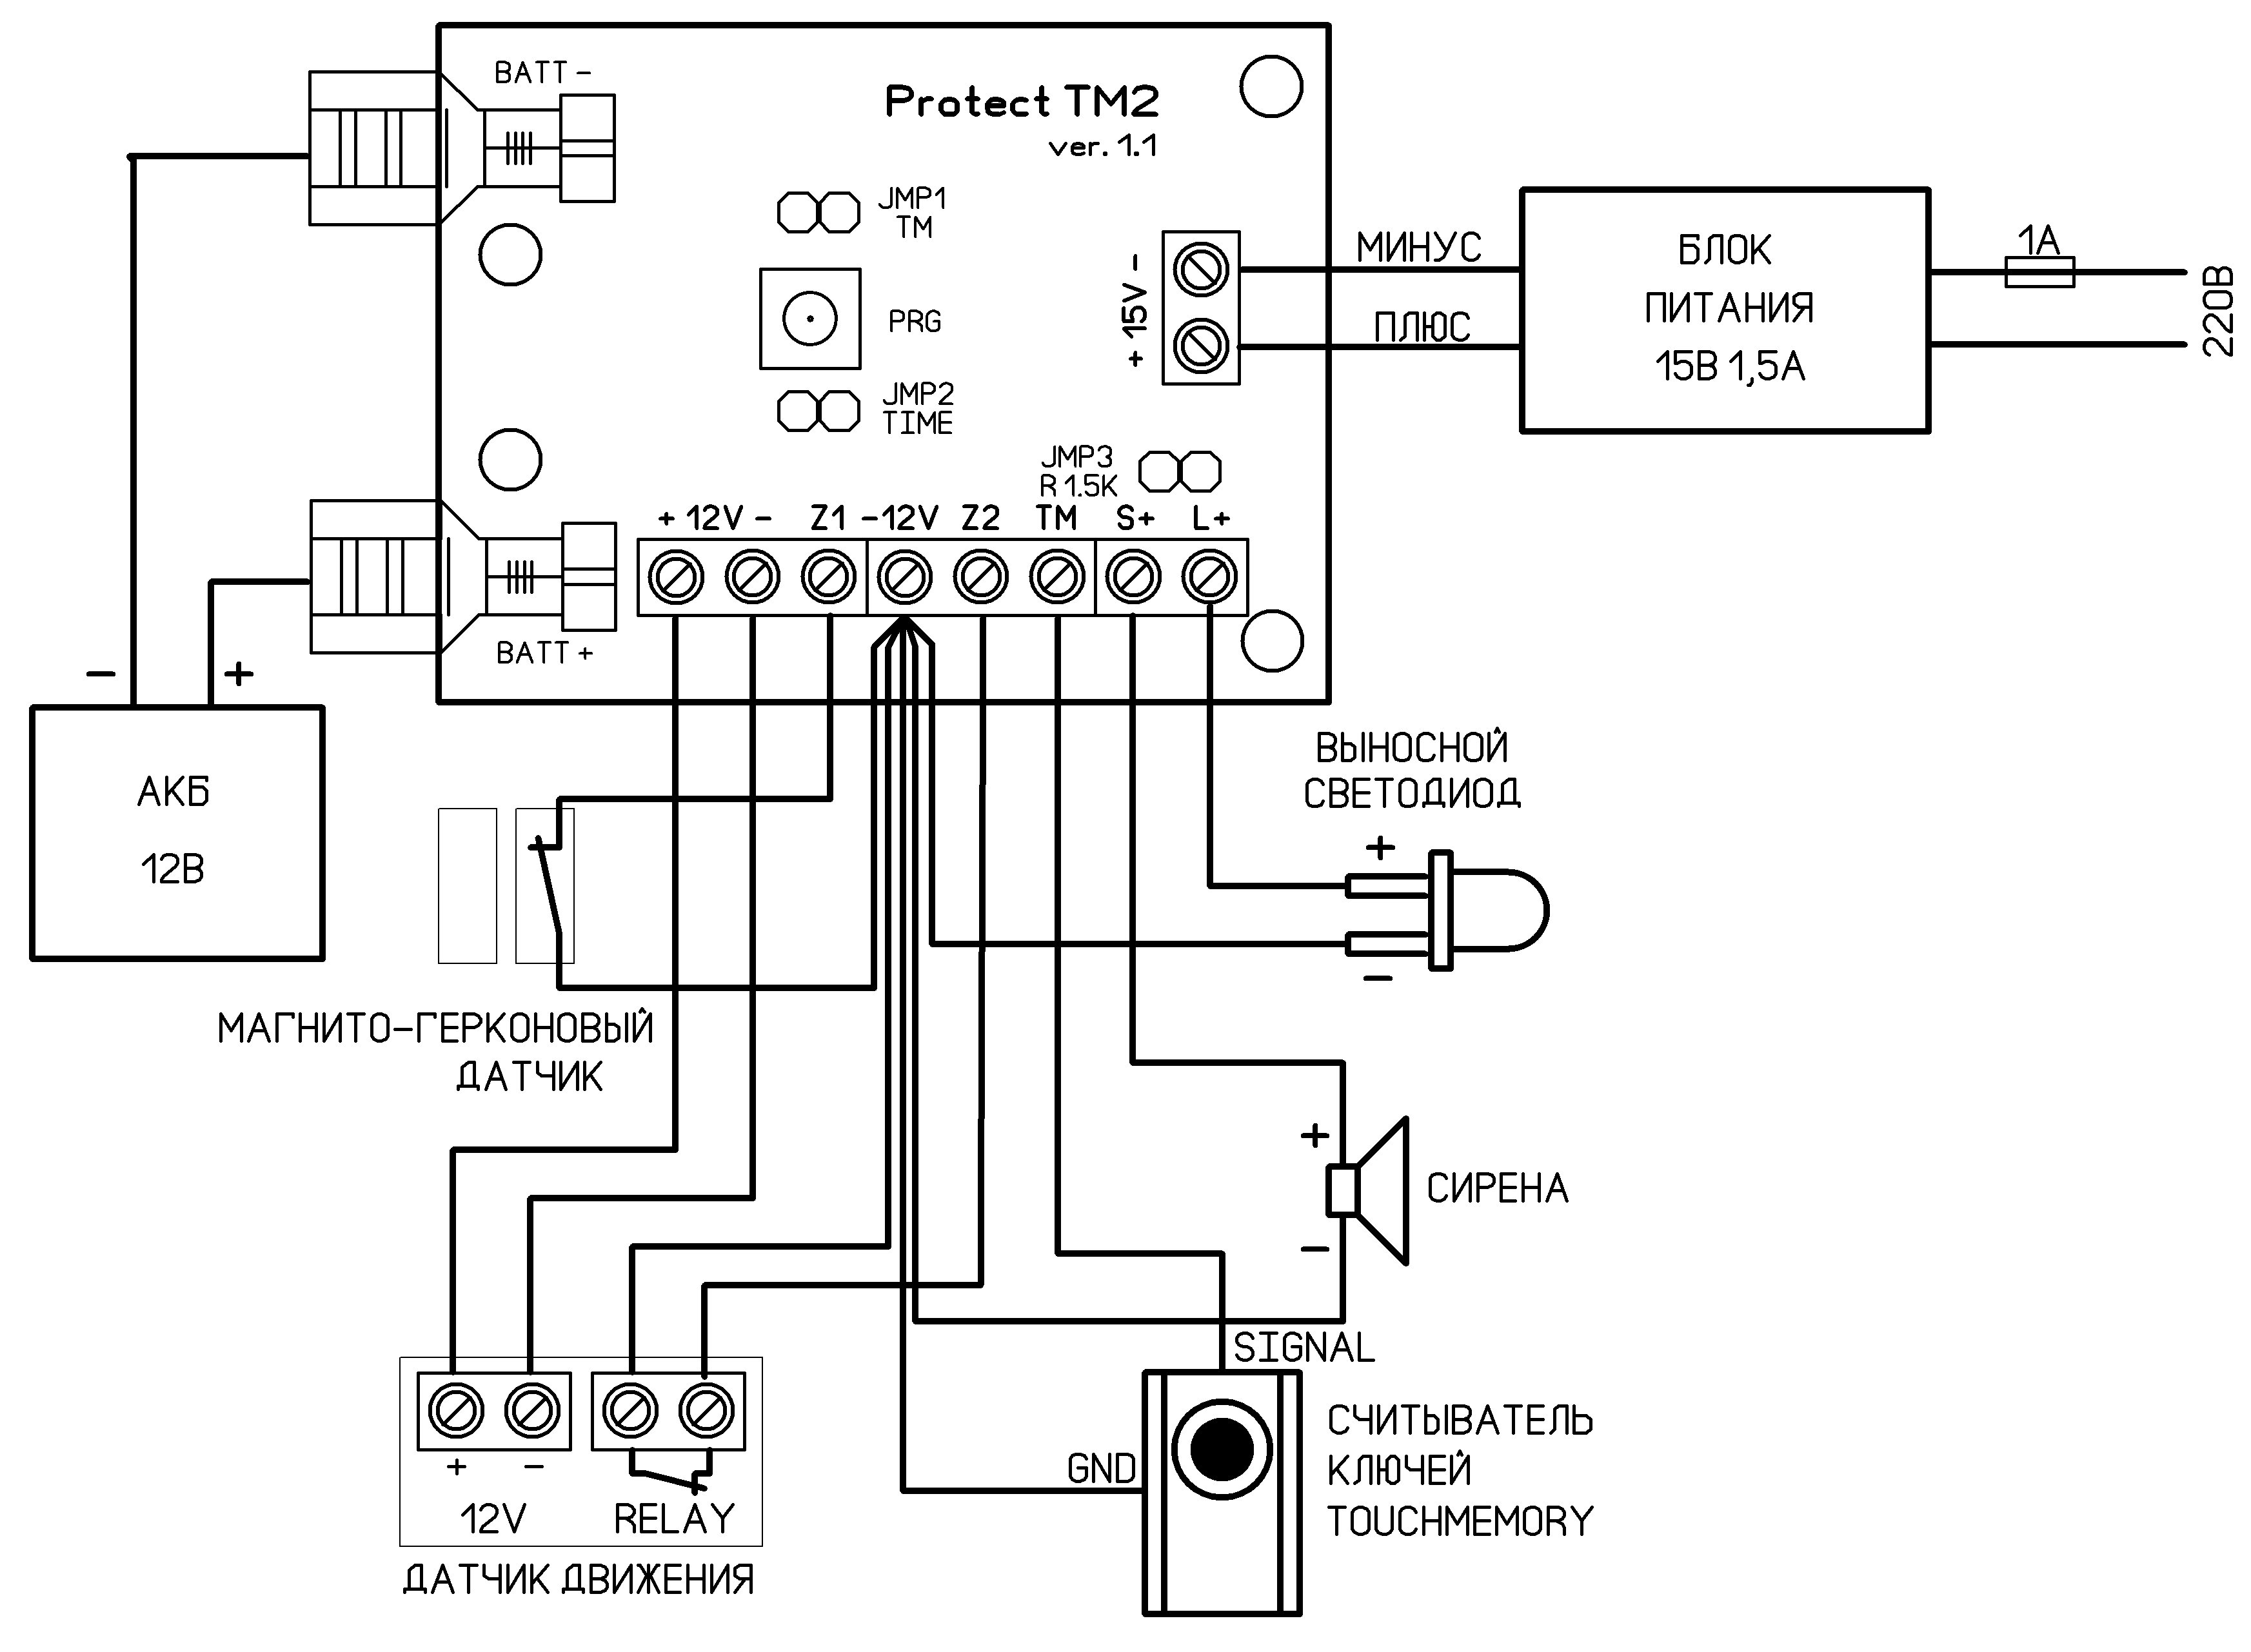 BATT -
Protect TM2
ver. 1.1
JMP1
TM
PRG
JMP2
TIME
+ 15V -
МИНУС
ПЛЮС
БЛОК
ПИТАНИЯ
15В 1,5А
1А
220В
JMP3
R 1.5K
+ 12V - Z1 -12V Z2 TM S+ L+
BATT +
- +
АКБ
12В
ВЫНОСНОЙ
СВЕТОДИОД
+
-
МАГНИТО-ГЕРКОНОВЫЙ
ДАТЧИК
+
СИРЕНА
-
SIGNAL
GND
СЧИТЫВАТЕЛЬ
КЛЮЧЕЙ
TOUCHMEMORY
+ -
12V RELAY
ДАТЧИК ДВИЖЕНИЯ